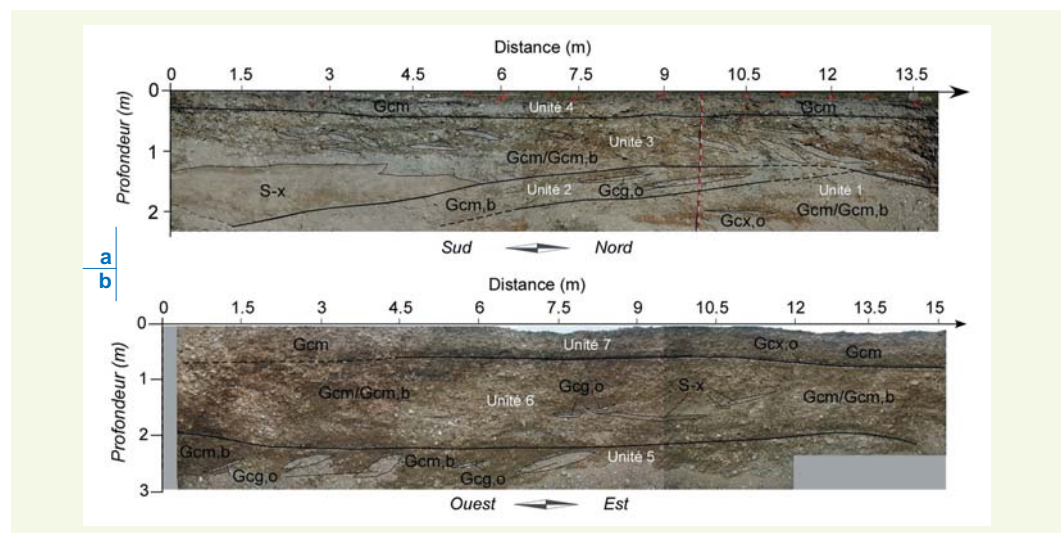 Distance (m)
0 1.5 3 4.5 6 7.5 9 10.5 12 13.5
Profondeur (m)
0
1
2
Gcm Unité 4 Gcm
Unité 3
Gcm/Gcm,b
S-x Unité 2 Gcg,o Unité 1
Gcm,b Gcm/Gcm,b
Gcx,o
Sud Nord
a
b
Distance (m)
0 1.5 3 4.5 6 7.5 9 10.5 12 13.5 15
Profondeur (m)
0
1
2
3
Gcm Unité 7 Gcx,o Gcm
Gcm/Gcm,b Unité 6 Gcg,o S-x Gcm/Gcm,b
Gcm,b Gcm,b Unité 5
Gcg,o Gcg,o
Ouest Est